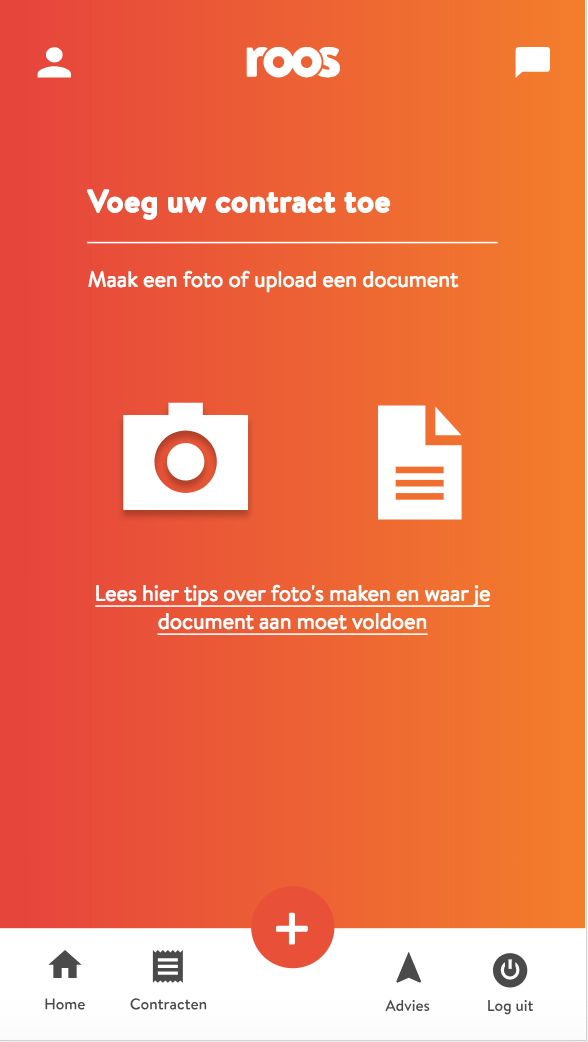 roos
Voeg uw contract toe
Maak een foto of upload een document
Lees hier tips over foto's maken en waar je
document aan moet voldoen
Home
Contracten
Advies
Log uit